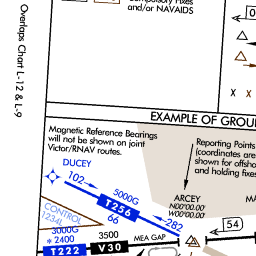 and/or NAVAIDS
Overlaps Chart L-12 & L-9
X X
EXAMPLE OF GROU
Magnetic Reference Bearings
will not be shown on joint
Victor/RNAV routes.
Reporting Points
(coordinates are
shown for offsho
and holding fixes
DUCEY
102
5000G
T256
66
282
ARCEY
N00°00.00'
W00°00.00'
MA
CONTROL
1234L
54
3000G
*2400
3500
MEA GAP
T222
V30